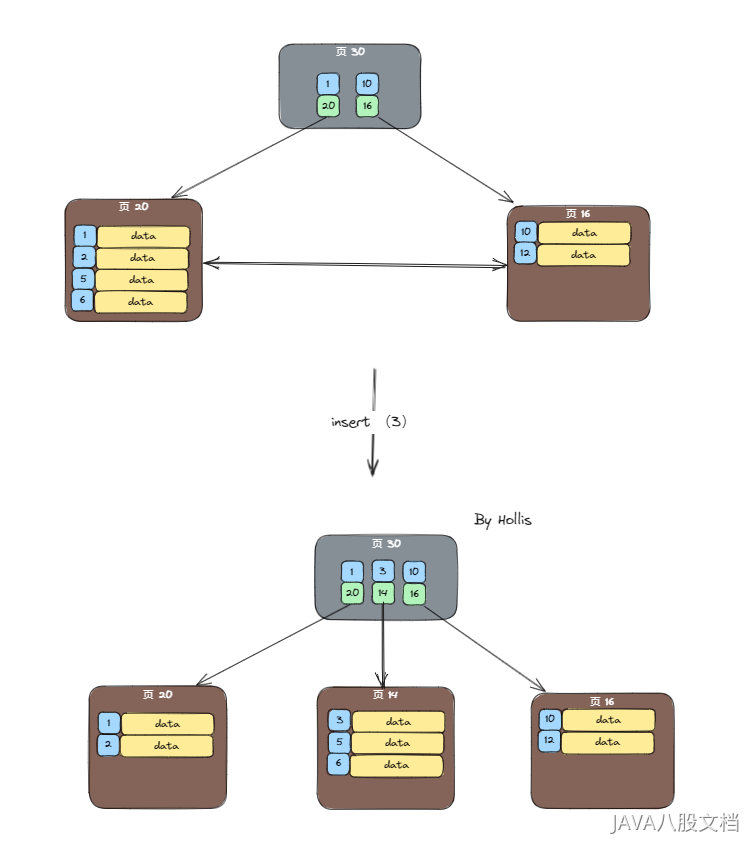 页 30
1 10
20 16
页 20
1 data
2 data
5 data
6 data
页 16
10 data
12 data
insert （3）
By Hollis
页 30
1 3 10
20 14 16
页 20
1 data
2 data
页 14
3 data
5 data
6 data
页 16
10 data
12 data
JAVA八股文档